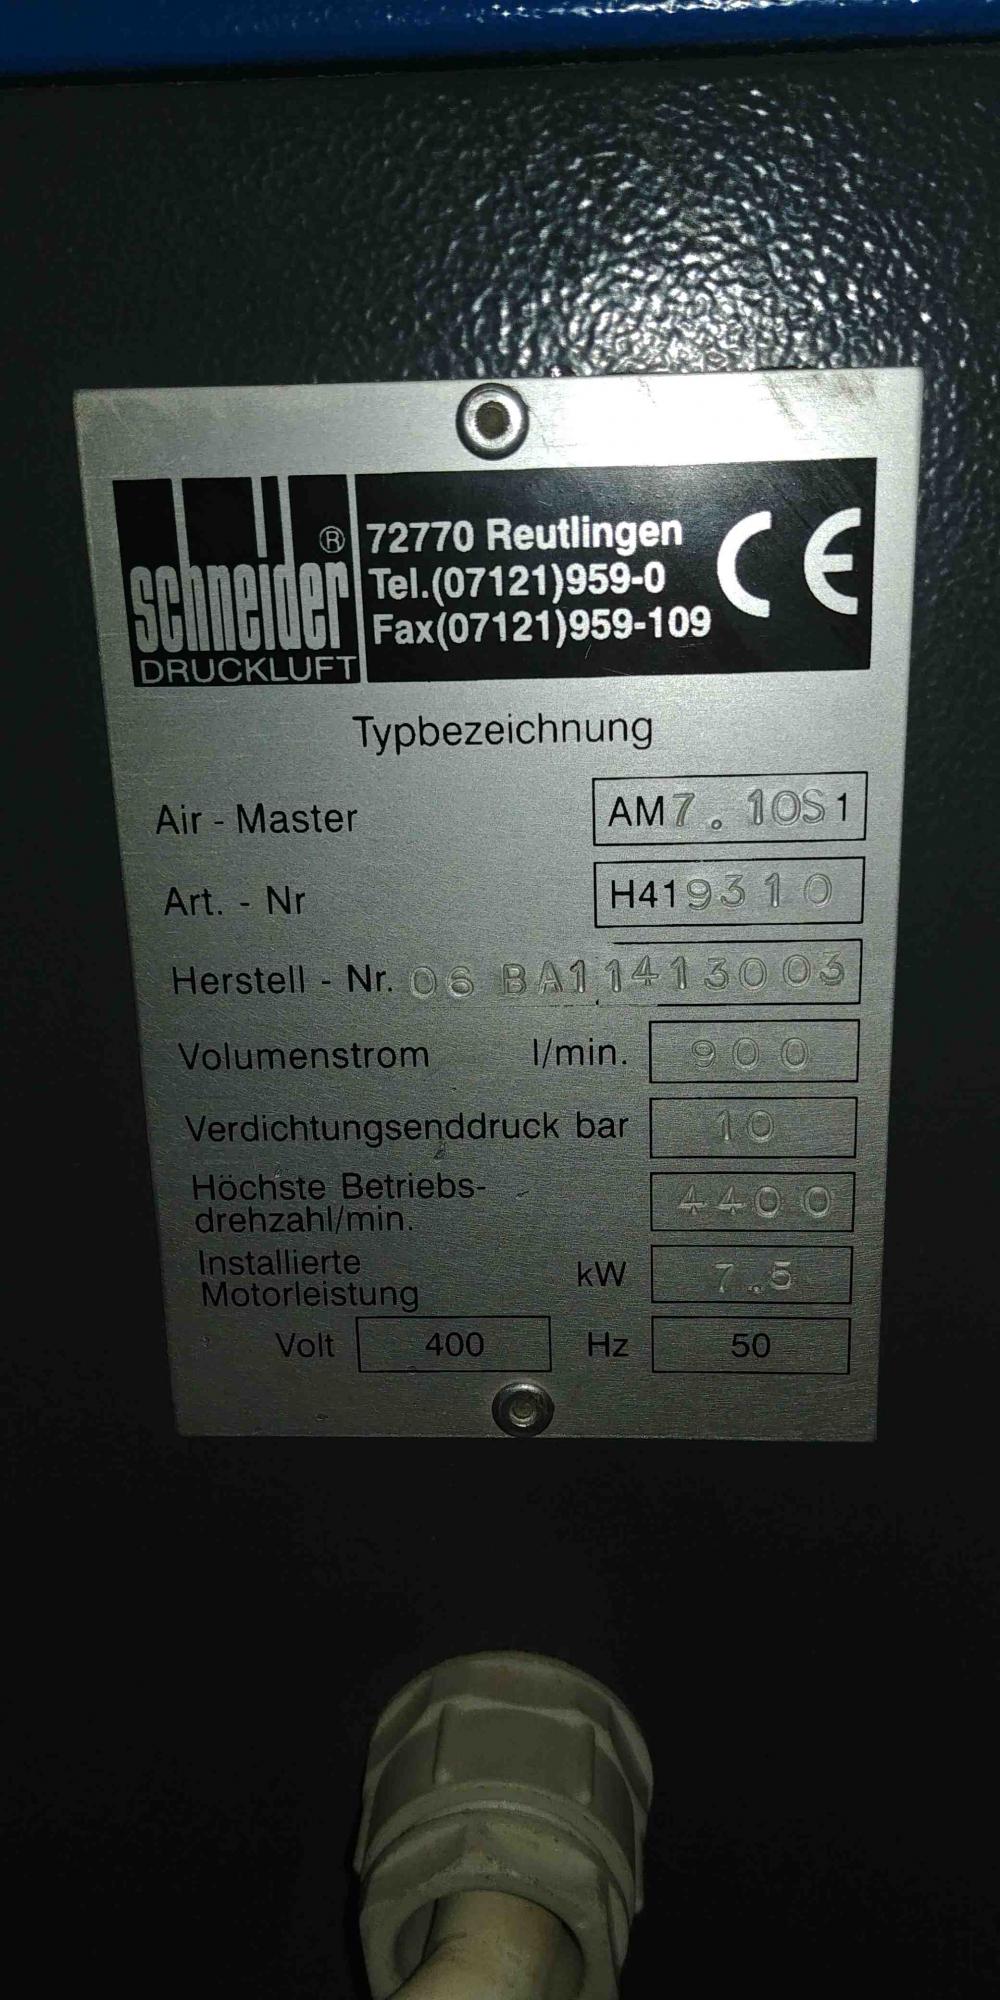 schneider®
DRUCKLUFT
72770 Reutlingen
Tel.(07121)959-0
Fax(07121)959-109
CE
Typbezeichnung
Air - Master AM7.10S1
Art. - Nr H419310
Herstell - Nr. 06 BA11413003
Volumenstrom l/min. 900
Verdichtungsenddruck bar 10
Höchste Betriebs-
drehzahl/min. 4400
Installierte
Motorleistung kW 7.5
Volt 400 Hz 50